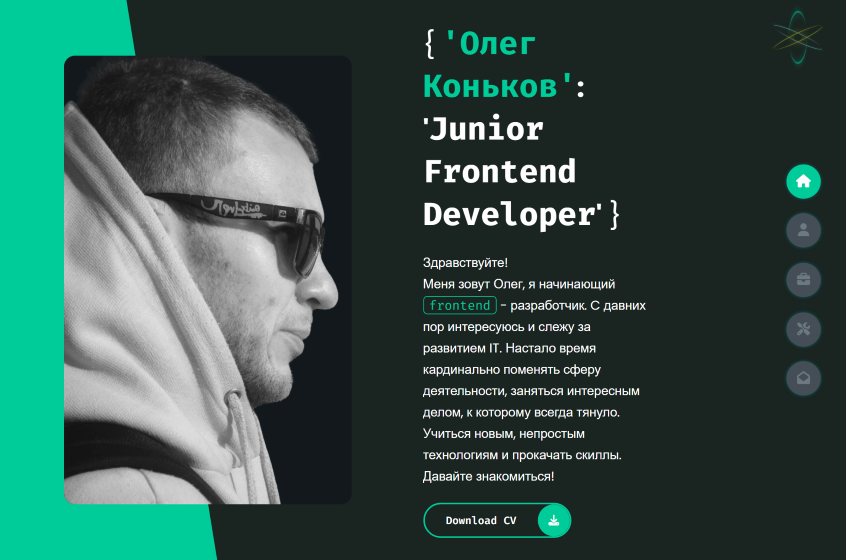 { 'Олег
Коньков':
'Junior
Frontend
Developer' }
Здравствуйте!
Меня зовут Олег, я начинающий
frontend - разработчик. С давних
пор интересуюсь и слежу за
развитием IT. Настало время
кардинально поменять сферу
деятельности, заняться интересным
делом, к которому всегда тянуло.
Учиться новым, непростым
технологиям и прокачать скиллы.
Давайте знакомиться!
Download CV